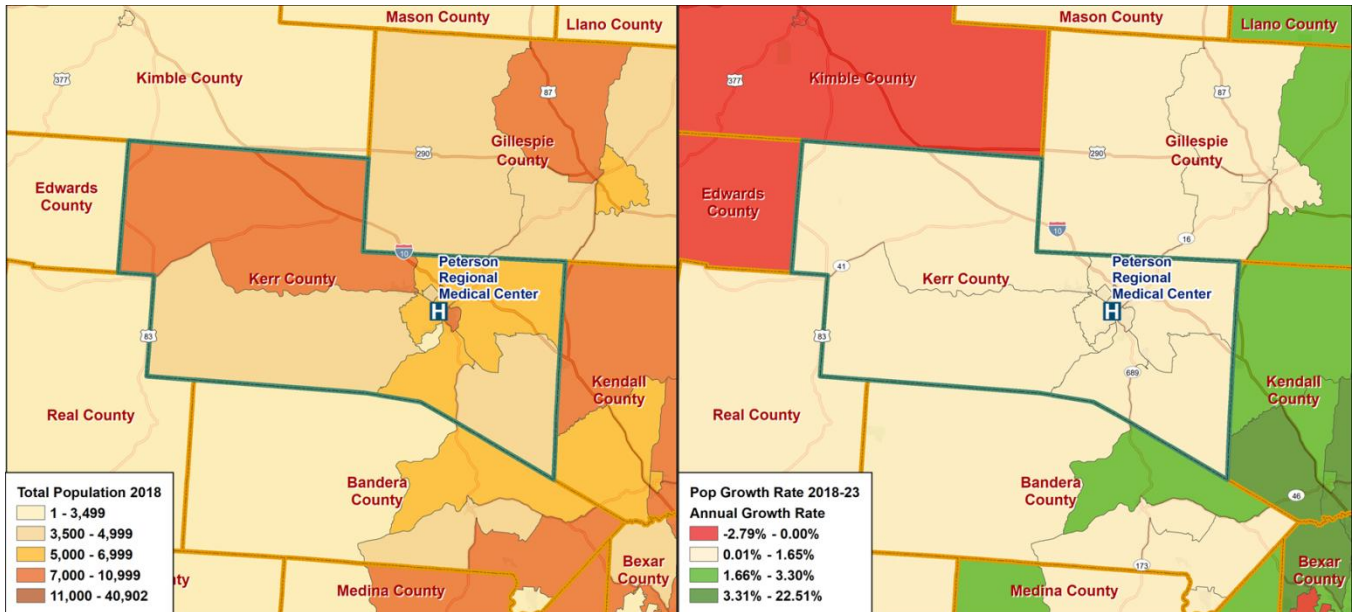 Mason County
Llano County
Kimble County
377
87
Gillespie
County
290
Edwards
County
10
Kerr County
Peterson
Regional
Medical Center
H
83
Kendall
County
Real County
Bandera
County
Total Population 2018
1 - 3,499
3,500 - 4,999
5,000 - 6,999
7,000 - 10,999
11,000 - 40,902
nty
Medina County
Bexar
County
Mason County
Llano County
Kimble County
377
87
Gillespie
County
290
Edwards
County
10
16
41
Kerr County
Peterson
Regional
Medical Center
H
83
689
Kendall
County
Real County
Bandera
County
Pop Growth Rate 2018-23
Annual Growth Rate
-2.79% - 0.00%
0.01% - 1.65%
1.66% - 3.30%
3.31% - 22.51%
46
173
Medina County
Bexar
County